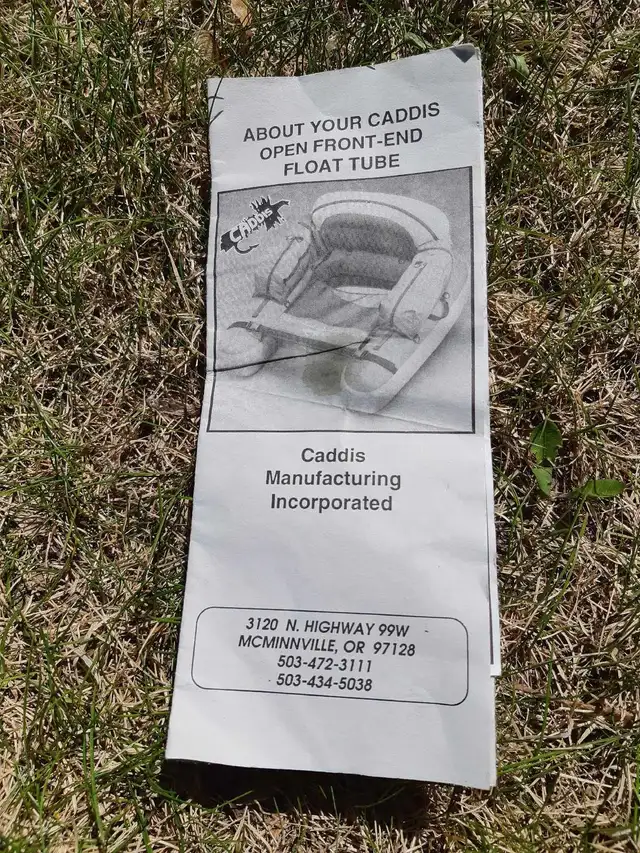 ABOUT YOUR CADDIS
OPEN FRONT-END
FLOAT TUBE
CADDIS
Caddis
Manufacturing
Incorporated
3120 N. HIGHWAY 99W
MCMINNVILLE, OR 97128
503-472-3111
503-434-5038